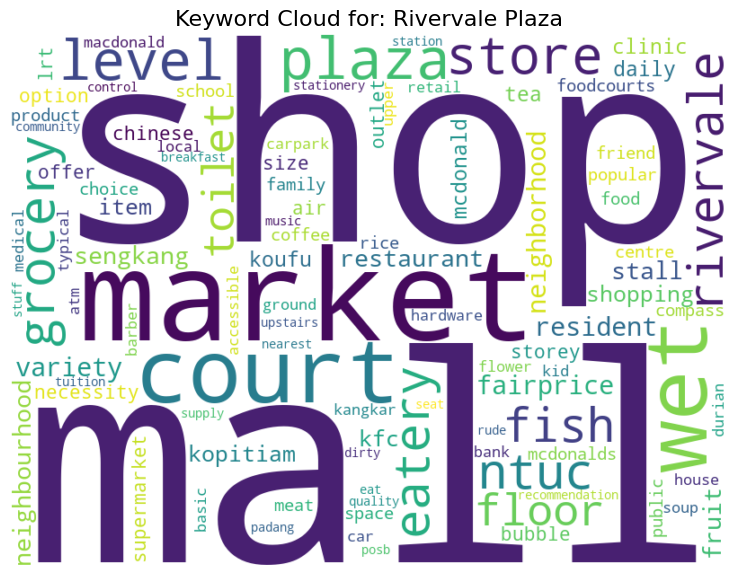 Keyword Cloud for: Rivervale Plaza
macdonald
station
level
plaza
store
clinic
lrt
control
school
stationery
retail
foodcourts
daily
option
shop
outlet
upper
tea
product
community
chinese
local
breakfast
carpark
size
mcdonald
neighborhood
friend
popular
rivervale
offer
choice
family
food
grocery
toilet
item
air
music
coffee
stuff
medical
typical
sengkang
koufu
rice
restaurant
centre
stall
atm
market
accessible
ground
shopping
compass
barber
upstairs
hardware
resident
nearest
variety
court
storey
wet
durian
tuition
necessity
flower
kid
fairprice
mall
eatery
seat
supply
kangkar
fish
neighbourhood
supermarket
kopitiam
kfc
rude
dirty
bank
mcdonalds
house
ntuc
basic
meat
eat
quality
space
floor
recommendation
public
soup
fruit
padang
car
posb
bubble